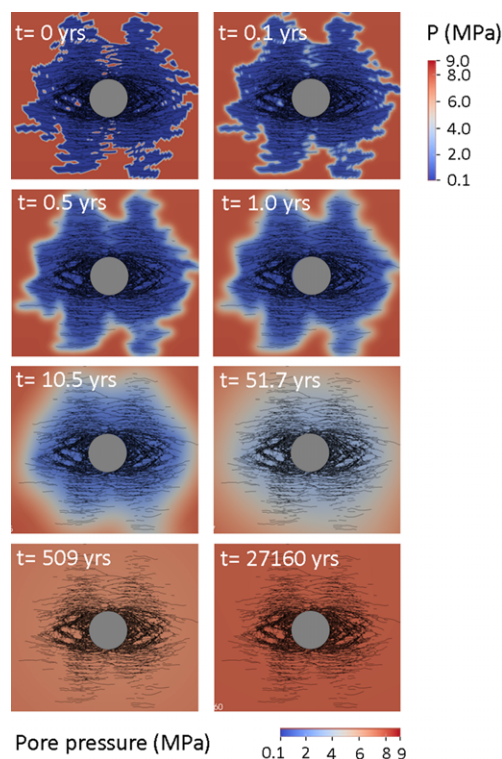 t= 0 yrs
t= 0.1 yrs
P (MPa)
9.0
8.0
6.0
4.0
2.0
0.1
t= 0.5 yrs
t= 1.0 yrs
t= 10.5 yrs
t= 51.7 yrs
t= 509 yrs
t= 27160 yrs
60
Pore pressure (MPa)
0.1 2 4 6 8 9